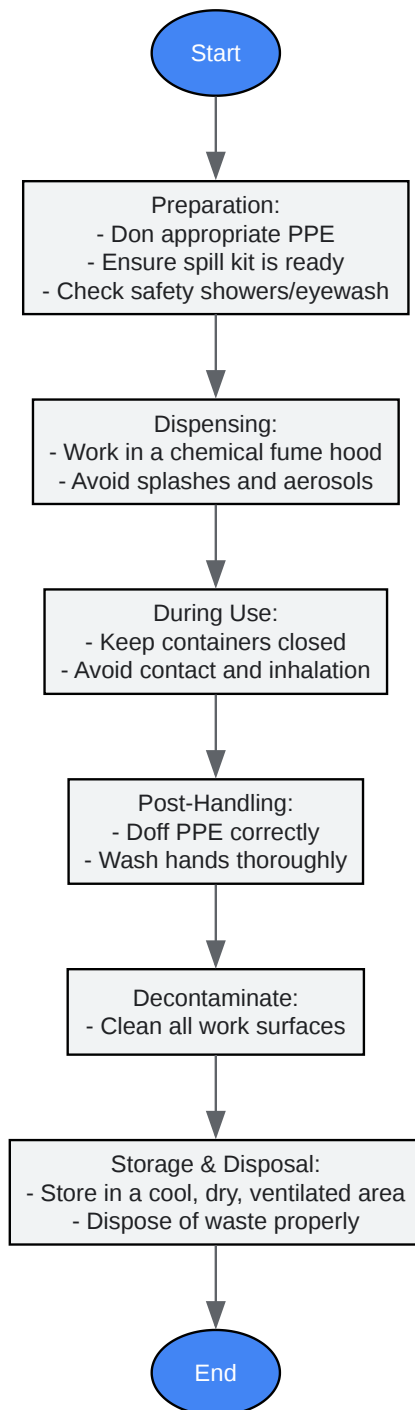 Start
Preparation:
- Don appropriate PPE
- Ensure spill kit is ready
- Check safety showers/eyewash
Dispensing:
- Work in a chemical fume hood
- Avoid splashes and aerosols
During Use:
- Keep containers closed
- Avoid contact and inhalation
Post-Handling:
- Doff PPE correctly
- Wash hands thoroughly
Decontaminate:
- Clean all work surfaces
Storage & Disposal:
- Store in a cool, dry, ventilated area
- Dispose of waste properly
End